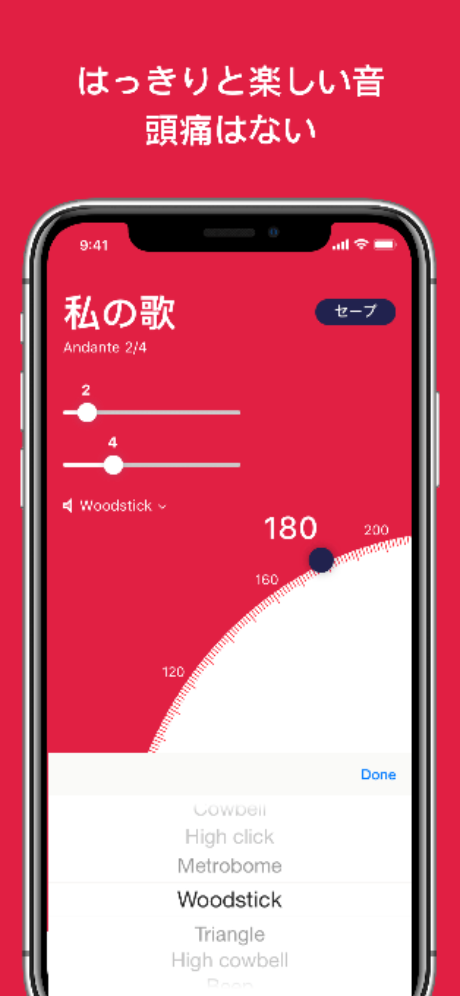 はっきりと楽しい音
頭痛はない
9:41
私の歌
セーブ
Andante 2/4
2
4
Woodstick
180
200
160
120
Done
Cowbell
High click
Metrobome
Woodstick
Triangle
High cowbell
Beep